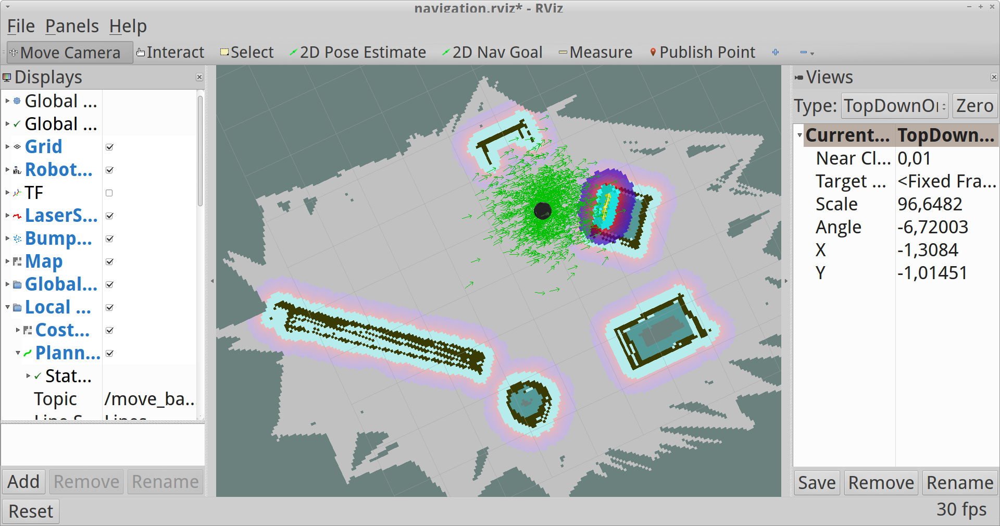 navigation.rviz* - RViz
File Panels Help
Move Camera Interact Select 2D Pose Estimate 2D Nav Goal Measure Publish Point
Displays
Global ...
Global ...
Grid
Robot...
TF
LaserS...
Bump...
Map
Global...
Local ...
Cost...
Plann...
Stat...
Topic /move_ba...
Add Remove Rename
Reset
Views
Type: TopDownOr Zero
Current... TopDown...
Near Cl... 0,01
Target ... <Fixed Fra...
Scale 96,6482
Angle -6,72003
X -1,3084
Y -1,01451
Save Remove Rename
30 fps